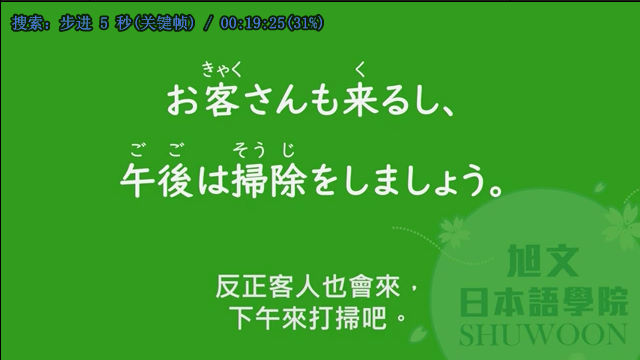 搜索: 步进 5 秒(关键帧) / 00:19:25(31%)
きゃく く
お客さんも来るし、
ごご そうじ
午後は掃除をしましょう。
反正客人也會來，
下午來打掃吧。
旭文
日本語學院
SHUWOON